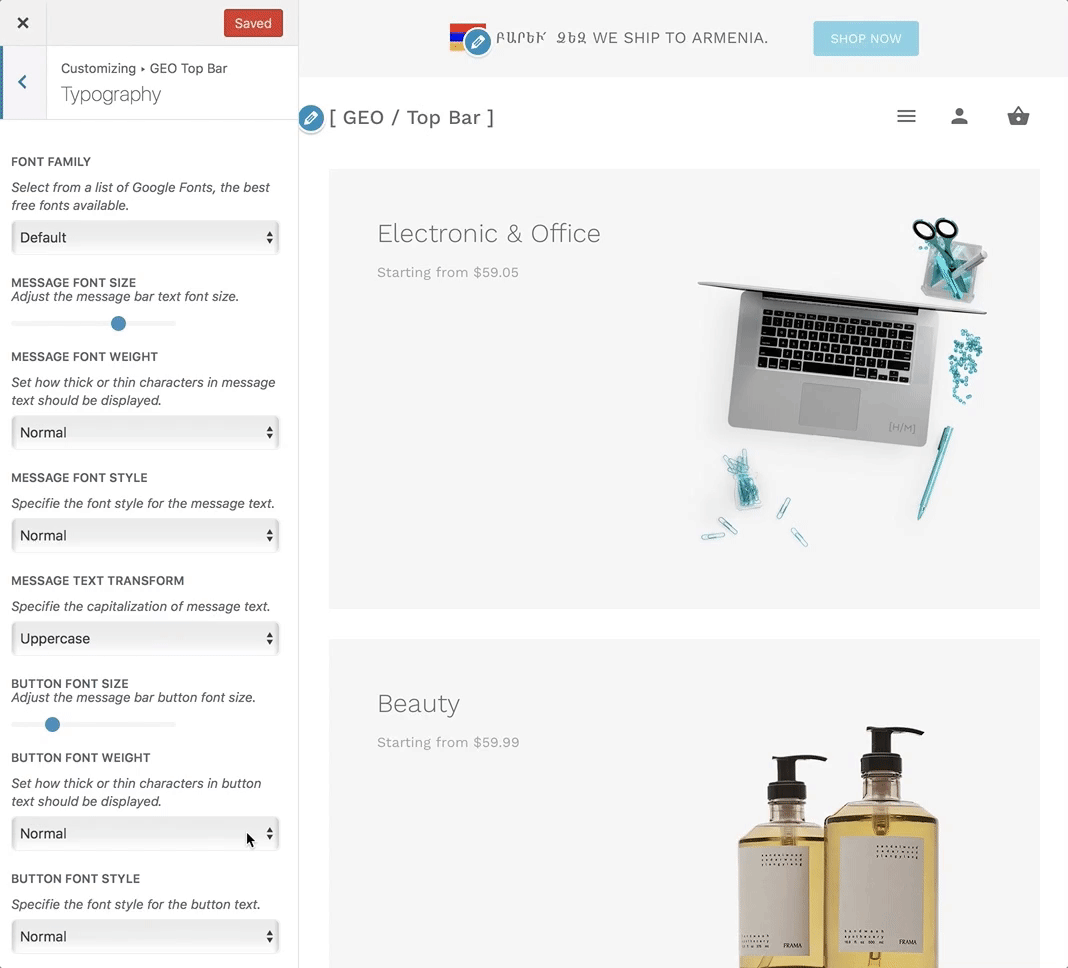 Saved
Customizing ▸ GEO Top Bar
Typography
FONT FAMILY
Select from a list of Google Fonts, the best
free fonts available.
Default
MESSAGE FONT SIZE
Adjust the message bar text font size.
MESSAGE FONT WEIGHT
Set how thick or thin characters in message
text should be displayed.
Normal
MESSAGE FONT STYLE
Specifie the font style for the message text.
Normal
MESSAGE TEXT TRANSFORM
Specifie the capitalization of message text.
Uppercase
BUTTON FONT SIZE
Adjust the message bar button font size.
BUTTON FONT WEIGHT
Set how thick or thin characters in button
text should be displayed.
Normal
BUTTON FONT STYLE
Specifie the font style for the button text.
Normal
ԲԱՐԵՒ ՁԵԶ WE SHIP TO ARMENIA.
SHOP NOW
[ GEO / Top Bar ]
Electronic & Office
Starting from $59.05
[H/M]
Beauty
Starting from $59.99
FRAMA
FRAMA